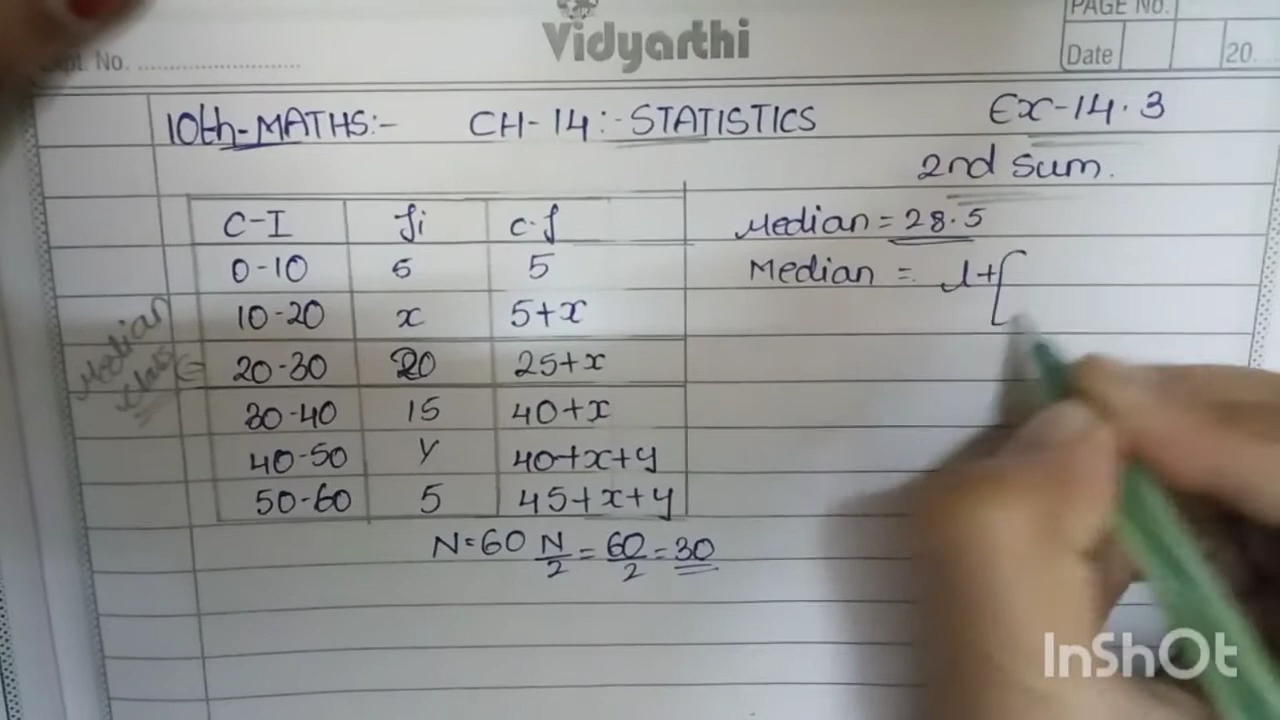 Vidyarthi
PAGE No.
pt. No.
Date 20.
10th-MATHS:- CH-14:-STATISTICS EX-14.3
2nd Sum.
C-I fi c.f
0-10 5 5
10-20 x 5+x
20-30 20 25+x
30-40 15 40+x
40-50 y 40+x+y
50-60 5 45+x+y
Median class
N=60 N/2 = 60/2 = 30
Median = 28.5
Median = l+[
InShOt